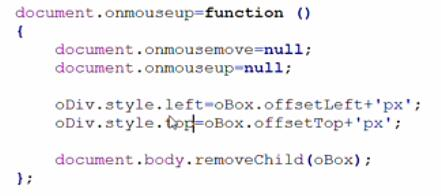 document.onmouseup=function ()
{
document.onmousemove=null;
document.onmouseup=null;
oDiv.style.left=oBox.offsetLeft+'px';
oDiv.style.top=oBox.offsetTop+'px';
document.body.removeChild(oBox);
};